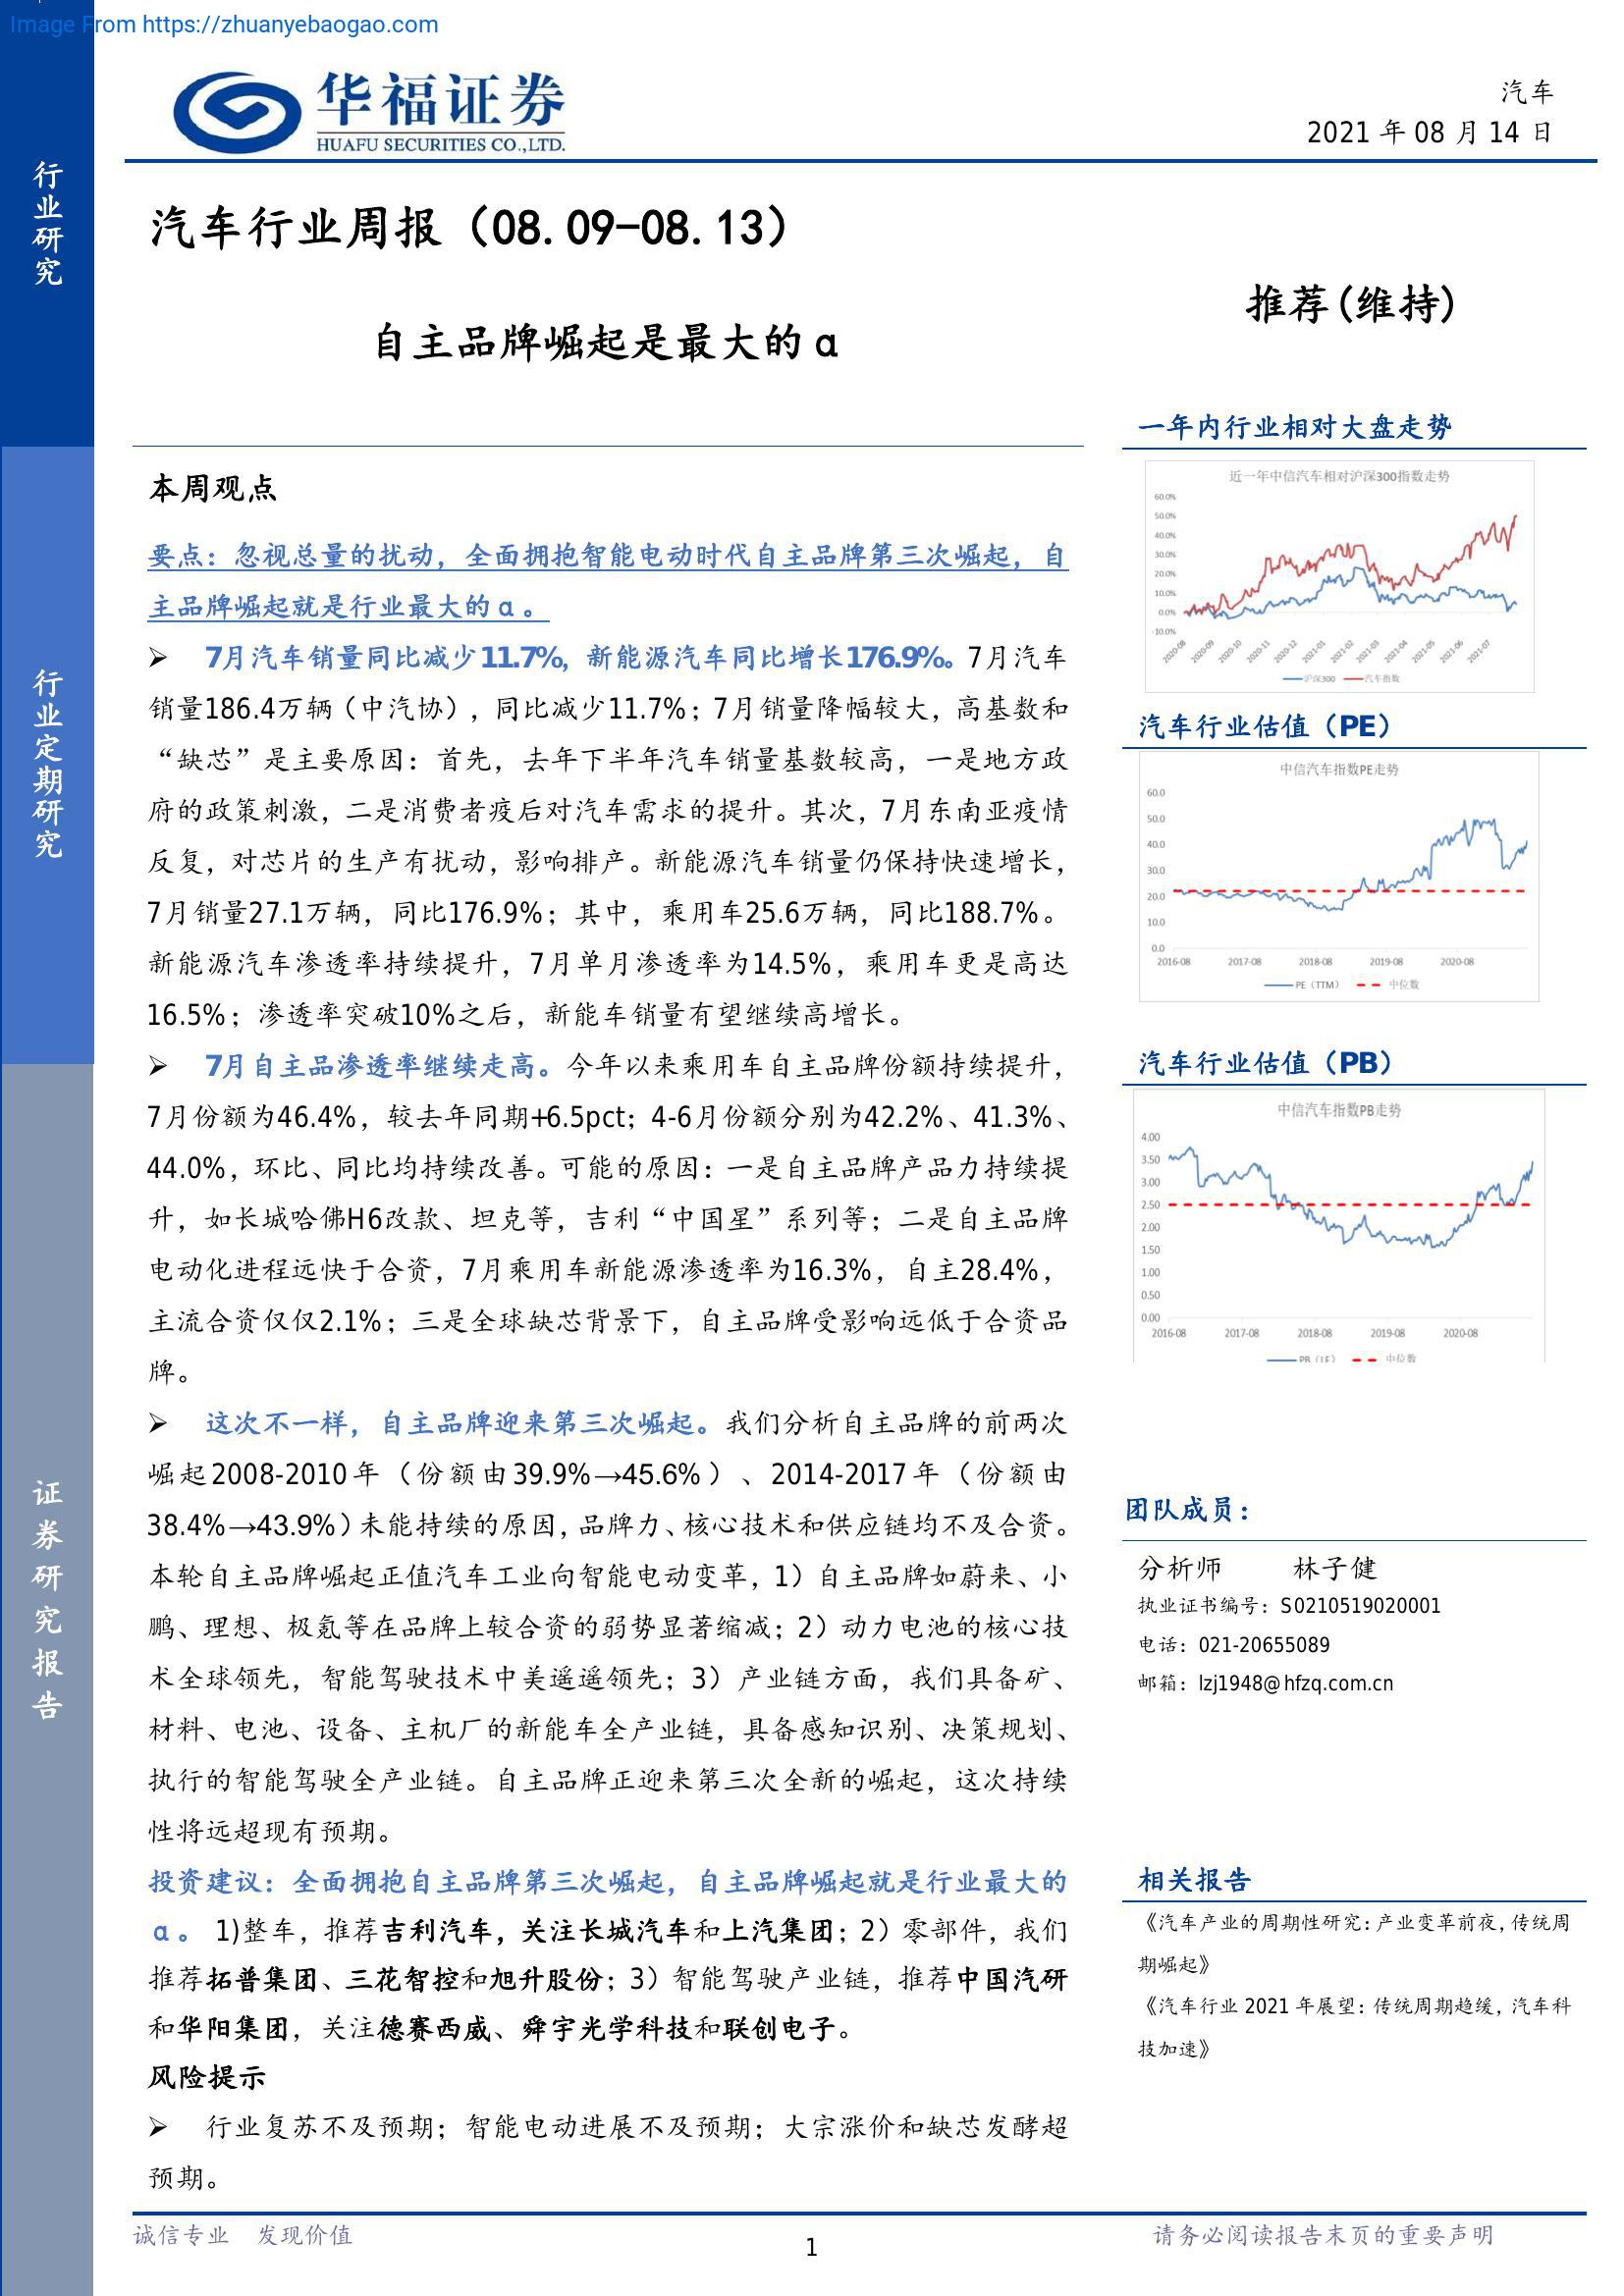 Image From https://zhuanyebaogao.com
华福证券
HUAFU SECURITIES CO.,LTD.
汽车
2021 年 08 月 14 日
行业研究
行业定期研究
证券研究报告
汽车行业周报（08.09-08.13）
自主品牌崛起是最大的 α
推荐(维持)
本周观点
要点：忽视总量的扰动，全面拥抱智能电动时代自主品牌第三次崛起，自
主品牌崛起就是行业最大的 α 。
➢ 7月汽车销量同比减少11.7%，新能源汽车同比增长176.9%。7月汽车
销量186.4万辆（中汽协），同比减少11.7%；7月销量降幅较大，高基数和
“缺芯”是主要原因：首先，去年下半年汽车销量基数较高，一是地方政
府的政策刺激，二是消费者疫后对汽车需求的提升。其次，7月东南亚疫情
反复，对芯片的生产有扰动，影响排产。新能源汽车销量仍保持快速增长，
7月销量27.1万辆，同比176.9%；其中，乘用车25.6万辆，同比188.7%。
新能源汽车渗透率持续提升，7月单月渗透率为14.5%，乘用车更是高达
16.5%；渗透率突破10%之后，新能车销量有望继续高增长。
➢ 7月自主品渗透率继续走高。今年以来乘用车自主品牌份额持续提升，
7月份额为46.4%，较去年同期+6.5pct；4-6月份额分别为42.2%、41.3%、
44.0%，环比、同比均持续改善。可能的原因：一是自主品牌产品力持续提
升，如长城哈佛H6改款、坦克等，吉利“中国星”系列等；二是自主品牌
电动化进程远快于合资，7月乘用车新能源渗透率为16.3%，自主28.4%，
主流合资仅仅2.1%；三是全球缺芯背景下，自主品牌受影响远低于合资品
牌。
➢ 这次不一样，自主品牌迎来第三次崛起。我们分析自主品牌的前两次
崛起2008-2010年（份额由39.9%→45.6%）、2014-2017年（份额由
38.4%→43.9%）未能持续的原因，品牌力、核心技术和供应链均不及合资。
本轮自主品牌崛起正值汽车工业向智能电动变革，1）自主品牌如蔚来、小
鹏、理想、极氪等在品牌上较合资的弱势显著缩减；2）动力电池的核心技
术全球领先，智能驾驶技术中美遥遥领先；3）产业链方面，我们具备矿、
材料、电池、设备、主机厂的新能车全产业链，具备感知识别、决策规划、
执行的智能驾驶全产业链。自主品牌正迎来第三次全新的崛起，这次持续
性将远超现有预期。
投资建议：全面拥抱自主品牌第三次崛起，自主品牌崛起就是行业最大的
α 。 1)整车，推荐吉利汽车，关注长城汽车和上汽集团；2）零部件，我们
推荐拓普集团、三花智控和旭升股份；3）智能驾驶产业链，推荐中国汽研
和华阳集团，关注德赛西威、舜宇光学科技和联创电子。
风险提示
➢ 行业复苏不及预期；智能电动进展不及预期；大宗涨价和缺芯发酵超
预期。
一年内行业相对大盘走势
近一年中信汽车相对沪深300指数走势
60.0%
50.0%
40.0%
30.0%
20.0%
10.0%
0.0%
-10.0%
2020-08 2020-09 2020-10 2020-11 2020-12 2021-01 2021-02 2021-03 2021-04 2021-05 2021-06 2021-07
沪深300 汽车指数
汽车行业估值（PE）
中信汽车指数PE走势
60.0
50.0
40.0
30.0
20.0
10.0
0.0
2016-08 2017-08 2018-08 2019-08 2020-08
PE（TTM） 中位数
汽车行业估值（PB）
中信汽车指数PB走势
4.00
3.50
3.00
2.50
2.00
1.50
1.00
0.50
0.00
2016-08 2017-08 2018-08 2019-08 2020-08
PB（LF） 中位数
团队成员：
分析师 林子健
执业证书编号：S0210519020001
电话：021-20655089
邮箱：lzj1948@hfzq.com.cn
相关报告
《汽车产业的周期性研究：产业变革前夜，传统周
期崛起》
《汽车行业 2021 年展望：传统周期趋缓，汽车科
技加速》
诚信专业 发现价值
1
请务必阅读报告末页的重要声明